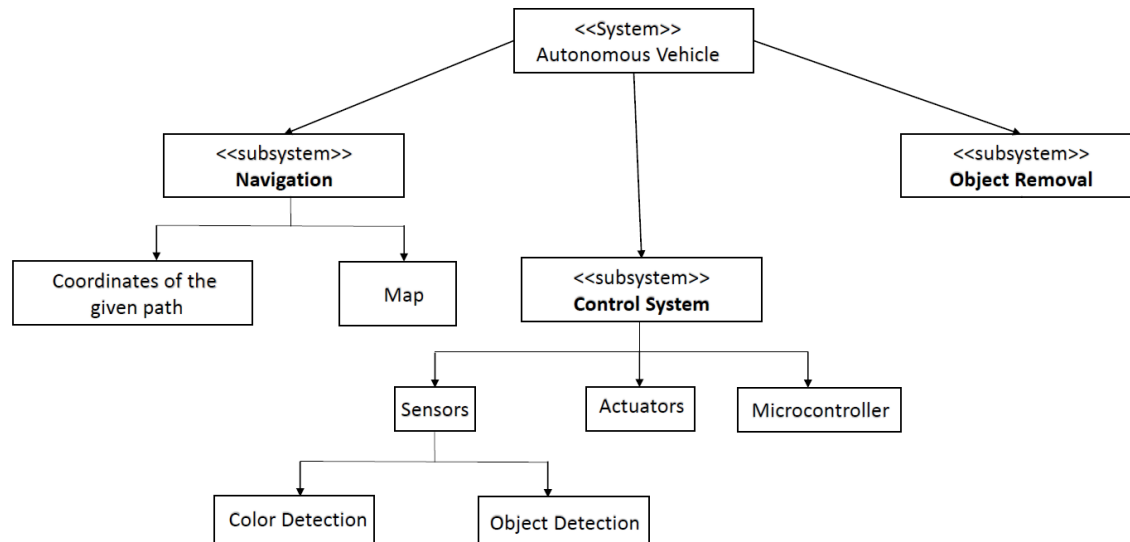 <<System>>
Autonomous Vehicle
<<subsystem>>
Navigation
<<subsystem>>
Object Removal
Coordinates of the
given path
Map
<<subsystem>>
Control System
Sensors
Actuators
Microcontroller
Color Detection
Object Detection